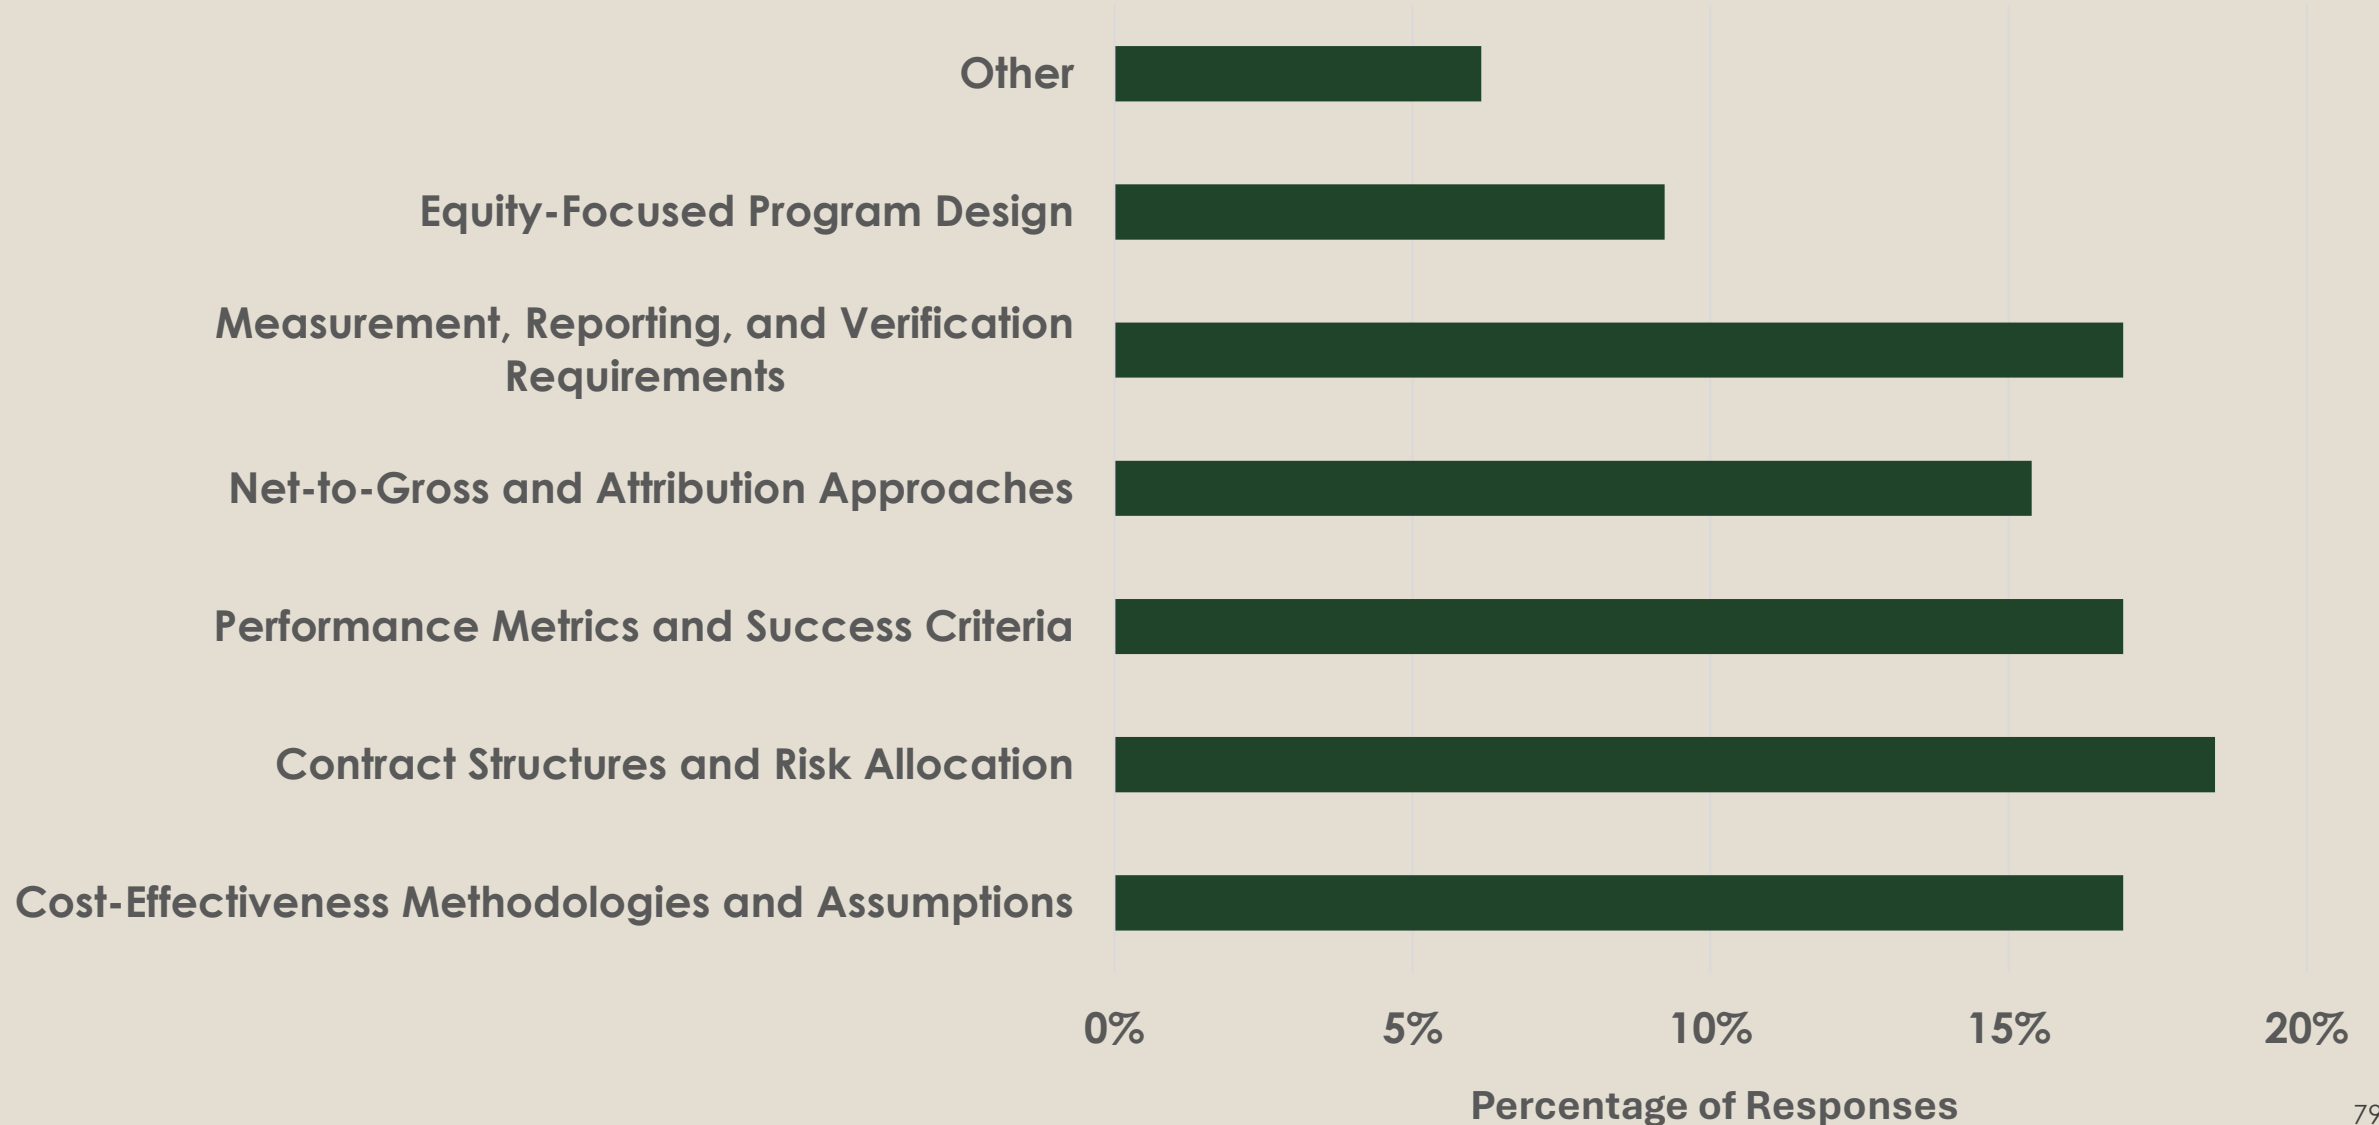 Other
Equity-Focused Program Design
Measurement, Reporting, and Verification
Requirements
Net-to-Gross and Attribution Approaches
Performance Metrics and Success Criteria
Contract Structures and Risk Allocation
Cost-Effectiveness Methodologies and Assumptions
0% 5% 10% 15% 20%
Percentage of Responses
79